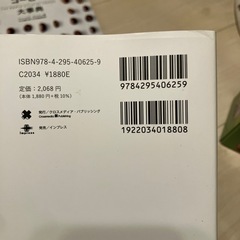 ISBN978-4-295-40625-9
C2034 ¥1880E
定価：2,068円
(本体 1,880円+税10%)
発行/クロスメディア・パブリッシング
発売/インプレス
9784295406259
1922034018808